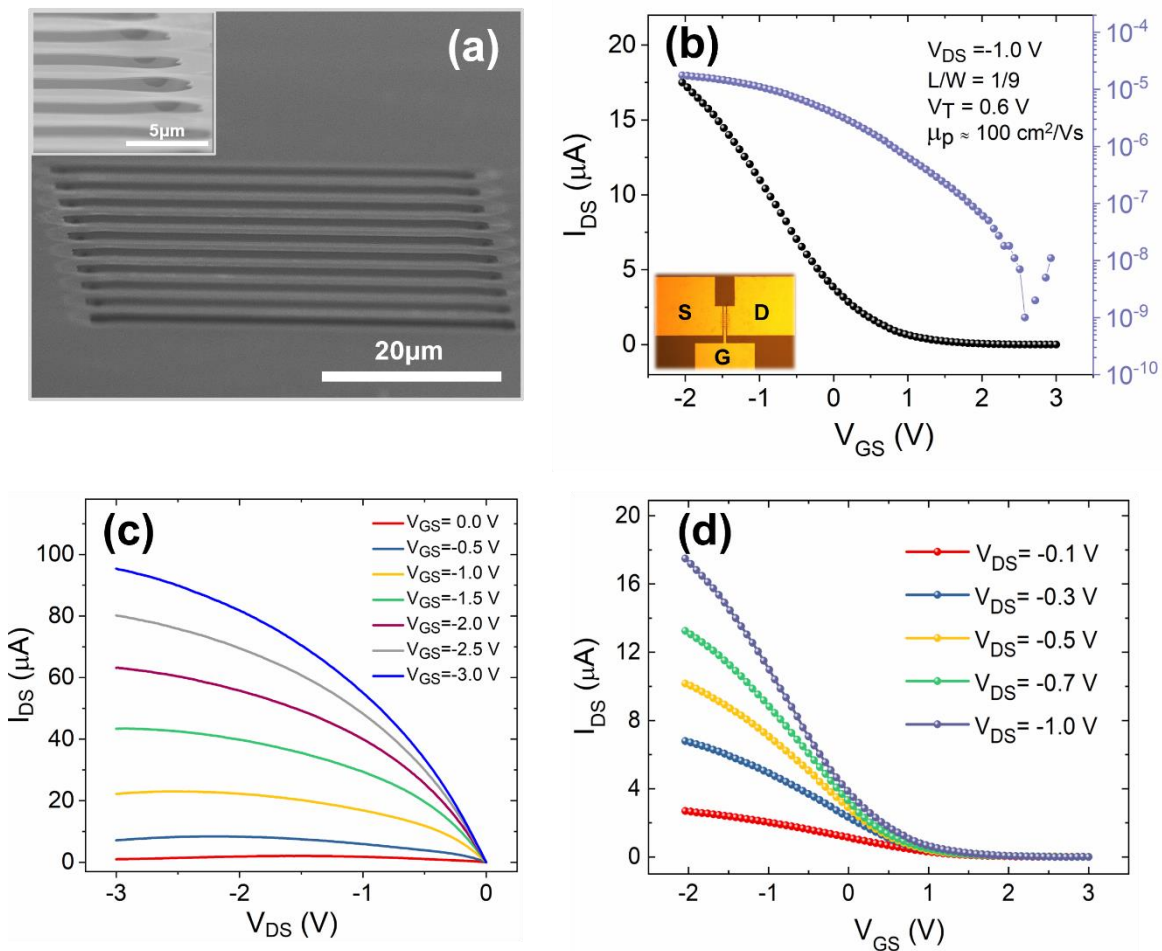 (a)
5µm
20µm
(b)
V_DS = -1.0 V
L/W = 1/9
V_T = 0.6 V
µp ≈ 100 cm²/Vs
I_DS (µA)
20
15
10
5
0
10⁻⁴
10⁻⁵
10⁻⁶
10⁻⁷
10⁻⁸
10⁻⁹
10⁻¹⁰
S
D
G
-2
-1
0
1
2
3
V_GS (V)
(c)
V_GS= 0.0 V
V_GS=-0.5 V
V_GS=-1.0 V
V_GS=-1.5 V
V_GS=-2.0 V
V_GS=-2.5 V
V_GS=-3.0 V
I_DS (µA)
100
80
60
40
20
0
-3
-2
-1
0
V_DS (V)
(d)
V_DS= -0.1 V
V_DS= -0.3 V
V_DS= -0.5 V
V_DS= -0.7 V
V_DS= -1.0 V
I_DS (µA)
20
16
12
8
4
0
-2
-1
0
1
2
3
V_GS (V)